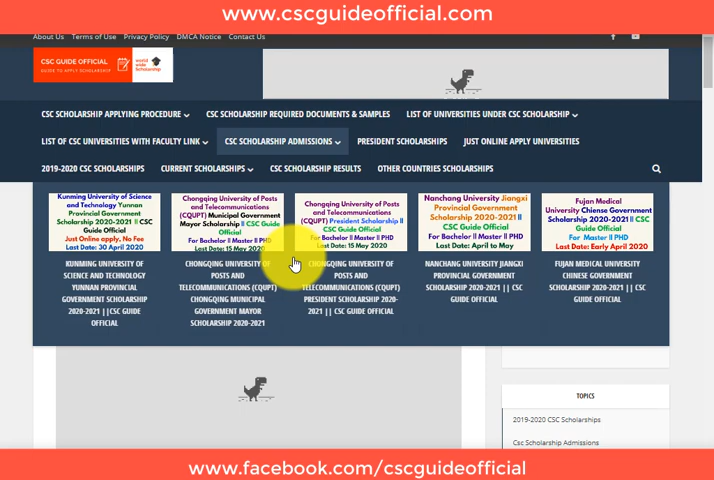 www.cscguideofficial.com
About Us Terms of Use Privacy Policy DMCA Notice Contact Us
CSC GUIDE OFFICIAL
GUIDE TO APPLY SCHOLARSHIP
world wide Scholarship
CSC SCHOLARSHIP APPLYING PROCEDURE CSC SCHOLARSHIP REQUIRED DOCUMENTS & SAMPLES LIST OF UNIVERSITIES UNDER CSC SCHOLARSHIP
LIST OF CSC UNIVERSITIES WITH FACULTY LINK CSC SCHOLARSHIP ADMISSIONS PRESIDENT SCHOLARSHIPS JUST ONLINE APPLY UNIVERSITIES
2019-2020 CSC SCHOLARSHIPS CURRENT SCHOLARSHIPS CSC SCHOLARSHIP RESULTS OTHER COUNTRIES SCHOLARSHIPS
Kunming University of Science
and Technology Yunnan
Provincial Government
Scholarship 2020-2021 || CSC
Guide Official
Just Online apply, No Fee
Last Date: 30 April 2020
KUNMING UNIVERSITY OF
SCIENCE AND TECHNOLOGY
YUNNAN PROVINCIAL
GOVERNMENT SCHOLARSHIP
2020-2021 ||CSC GUIDE
OFFICIAL
Chongqing University of Posts
and Telecommunications
(CQUPT) Municipal Government
Mayor Scholarship || CSC Guide
Official
For Bachelor || Master || PHD
Last Date: 15 May 2020
CHONGQING UNIVERSITY OF
POSTS AND
TELECOMMUNICATIONS (CQUPT)
CHONGQING MUNICIPAL
GOVERNMENT MAYOR
SCHOLARSHIP 2020-2021
Chongqing University of Posts
and Telecommunications
(CQUPT) President Scholarship ||
CSC Guide Official
For Bachelor || Master || PHD
Last Date: 15 May 2020
CHONGQING UNIVERSITY OF
POSTS AND
TELECOMMUNICATIONS (CQUPT)
PRESIDENT SCHOLARSHIP 2020-
2021 || CSC GUIDE OFFICIAL
Nanchang University Jiangxi
Provincial Government
Scholarship 2020-2021 ||
CSC Guide Official
For Bachelor || Master || PHD
Last Date: April to May
NANCHANG UNIVERSITY JIANGXI
PROVINCIAL GOVERNMENT
SCHOLARSHIP 2020-2021 || CSC
GUIDE OFFICIAL
Fujan Medical
University Chiense Government
Scholarship 2020-2021 || CSC
Guide Official
For Master || PHD
Last Date: Early April 2020
FUJAN MEDICAL UNIVERSITY
CHINESE GOVERNMENT
SCHOLARSHIP 2020-2021 || CSC
GUIDE OFFICIAL
TOPICS
2019-2020 CSC Scholarships
Csc Scholarship Admissions
www.facebook.com/cscguideofficial